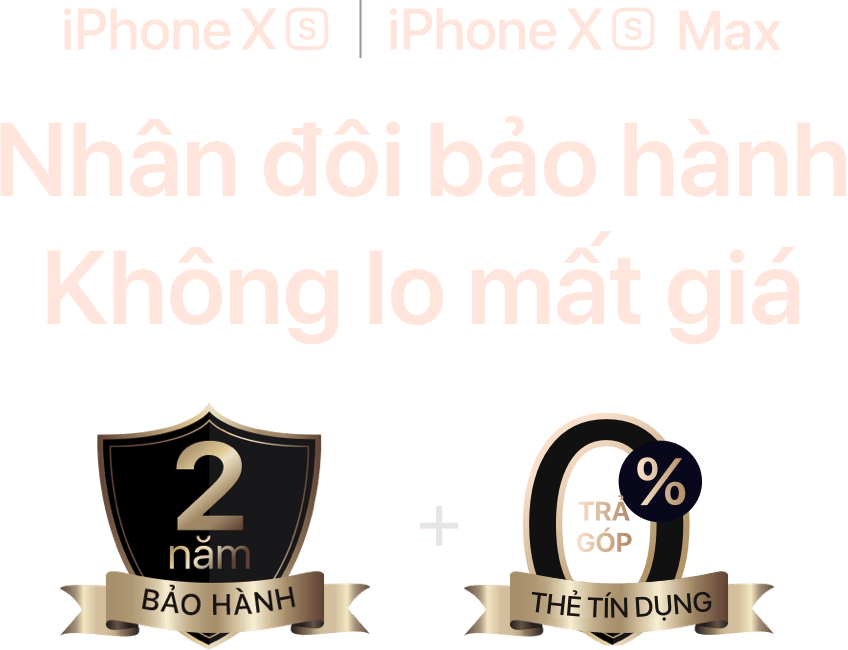 iPhone XS | iPhone XS Max
Nhân đôi bảo hành
Không lo mất giá
2
năm
BẢO HÀNH
+
0%
TRẢ
GÓP
THẺ TÍN DỤNG